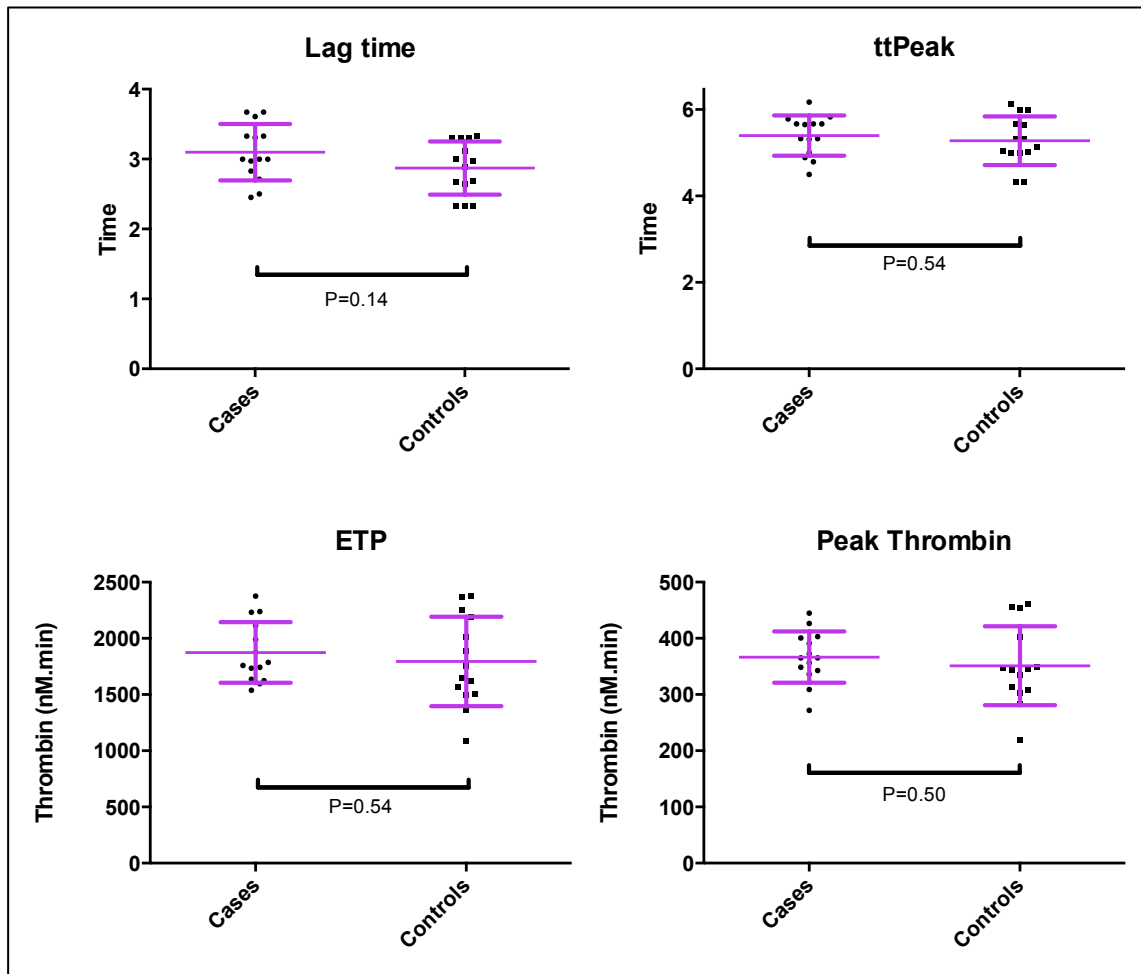 Lag time
4
3
2
1
0
Time
P=0.14
Cases
Controls
ttPeak
6
4
2
0
Time
P=0.54
Cases
Controls
ETP
2500
2000
1500
1000
500
0
Thrombin (nM.min)
P=0.54
Cases
Controls
Peak Thrombin
500
400
300
200
100
0
Thrombin (nM.min)
P=0.50
Cases
Controls